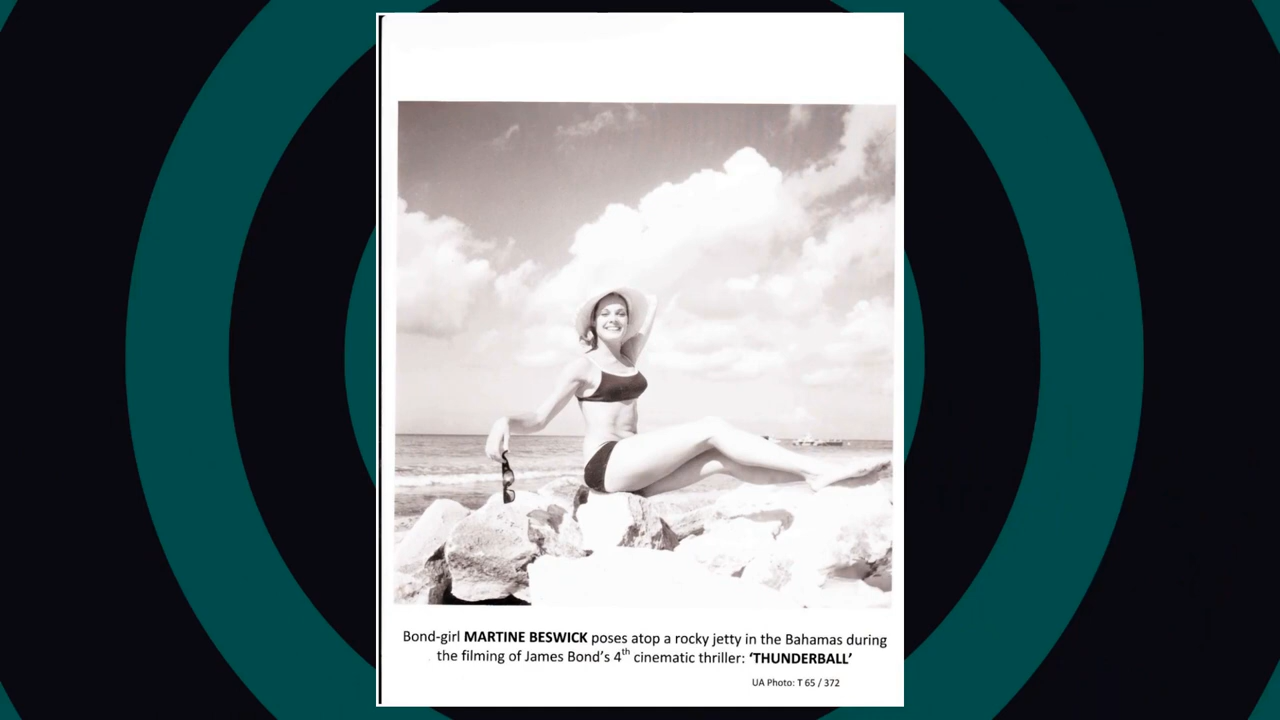 Bond-girl MARTINE BESWICK poses atop a rocky jetty in the Bahamas during
the filming of James Bond's 4th cinematic thriller: 'THUNDERBALL'
UA Photo: T 65 / 372